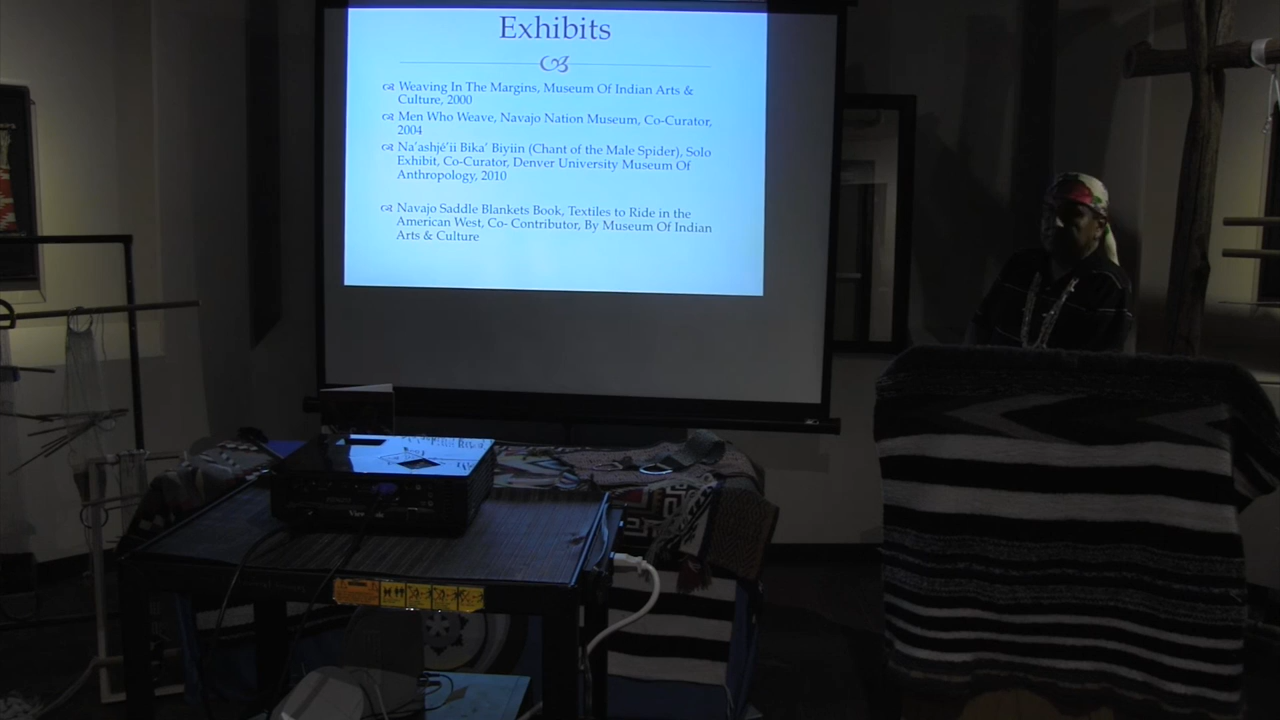 Exhibits
Weaving In The Margins, Museum Of Indian Arts &
Culture, 2000
Men Who Weave, Navajo Nation Museum, Co-Curator,
2004
Na'ashjé'ii Bika' Biyiin (Chant of the Male Spider), Solo
Exhibit, Co-Curator, Denver University Museum Of
Anthropology, 2010
Navajo Saddle Blankets Book, Textiles to Ride in the
American West, Co- Contributor, By Museum Of Indian
Arts & Culture